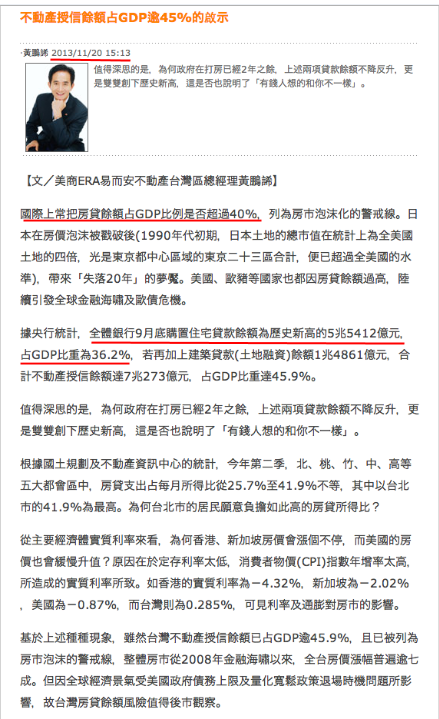 不動產授信餘額占GDP逾45%的啟示
·黃鵬誦 2013/11/20 15:13
值得深思的是，為何政府在打房已經2年之餘，上述兩項貸款餘額不降反升，更
是雙雙創下歷史新高，這是否也說明了「有錢人想的和你不一樣」。
【文／美商ERA易而安不動產台灣區總經理黃鵬誦】
國際上常把房貸餘額占GDP比例是否超過40%，列為房市泡沫化的警戒線。日
本在房價泡沫被戳破後(1990年代初期，日本土地的總市值在統計上為全美國
土地的四倍，光是東京都中心區域的東京二十三區合計，便已超過全美國的水
準)，帶來「失落20年」的夢魘。美國、歐豬等國家也都因房貸餘額過高，陸
續引發全球金融海嘯及歐債危機。
據央行統計，全體銀行9月底購置住宅貸款餘額為歷史新高的5兆5412億元，
占GDP比重為36.2%，若再加上建築貸款(土地融資)餘額1兆4861億元，合
計不動產授信餘額達7兆273億元，占GDP比重達45.9%。
值得深思的是，為何政府在打房已經2年之餘，上述兩項貸款餘額不降反升，更
是雙雙創下歷史新高，這是否也說明了「有錢人想的和你不一樣」。
根據國土規劃及不動產資訊中心的統計，今年第二季，北、桃、竹、中、高等
五大都會區中，房貸支出占每月所得比從25.7%至41.9%不等，其中以台北
市的41.9%為最高。為何台北市的居民願意負擔如此高的房貸所得比？
從主要經濟體實質利率來看，為何香港、新加坡房價會漲個不停，而美國的房
價也會緩慢升值？原因在於定存利率太低，消費者物價(CPI)指數年增率太高，
所造成的實質利率所致。如香港的實質利率為－4.32%，新加坡為－2.02%
，美國為－0.87%，而台灣則為0.285%，可見利率及通膨對房市的影響。
基於上述種種現象，雖然台灣不動產授信餘額已占GDP逾45.9%，且已被列為
房市泡沫的警戒線，整體房市從2008年金融海嘯以來，全台房價漲幅普遍逾七
成。但因全球經濟景氣受美國政府債務上限及量化寬鬆政策退場時機問題所影
響，故台灣房貸餘額風險值得後市觀察。